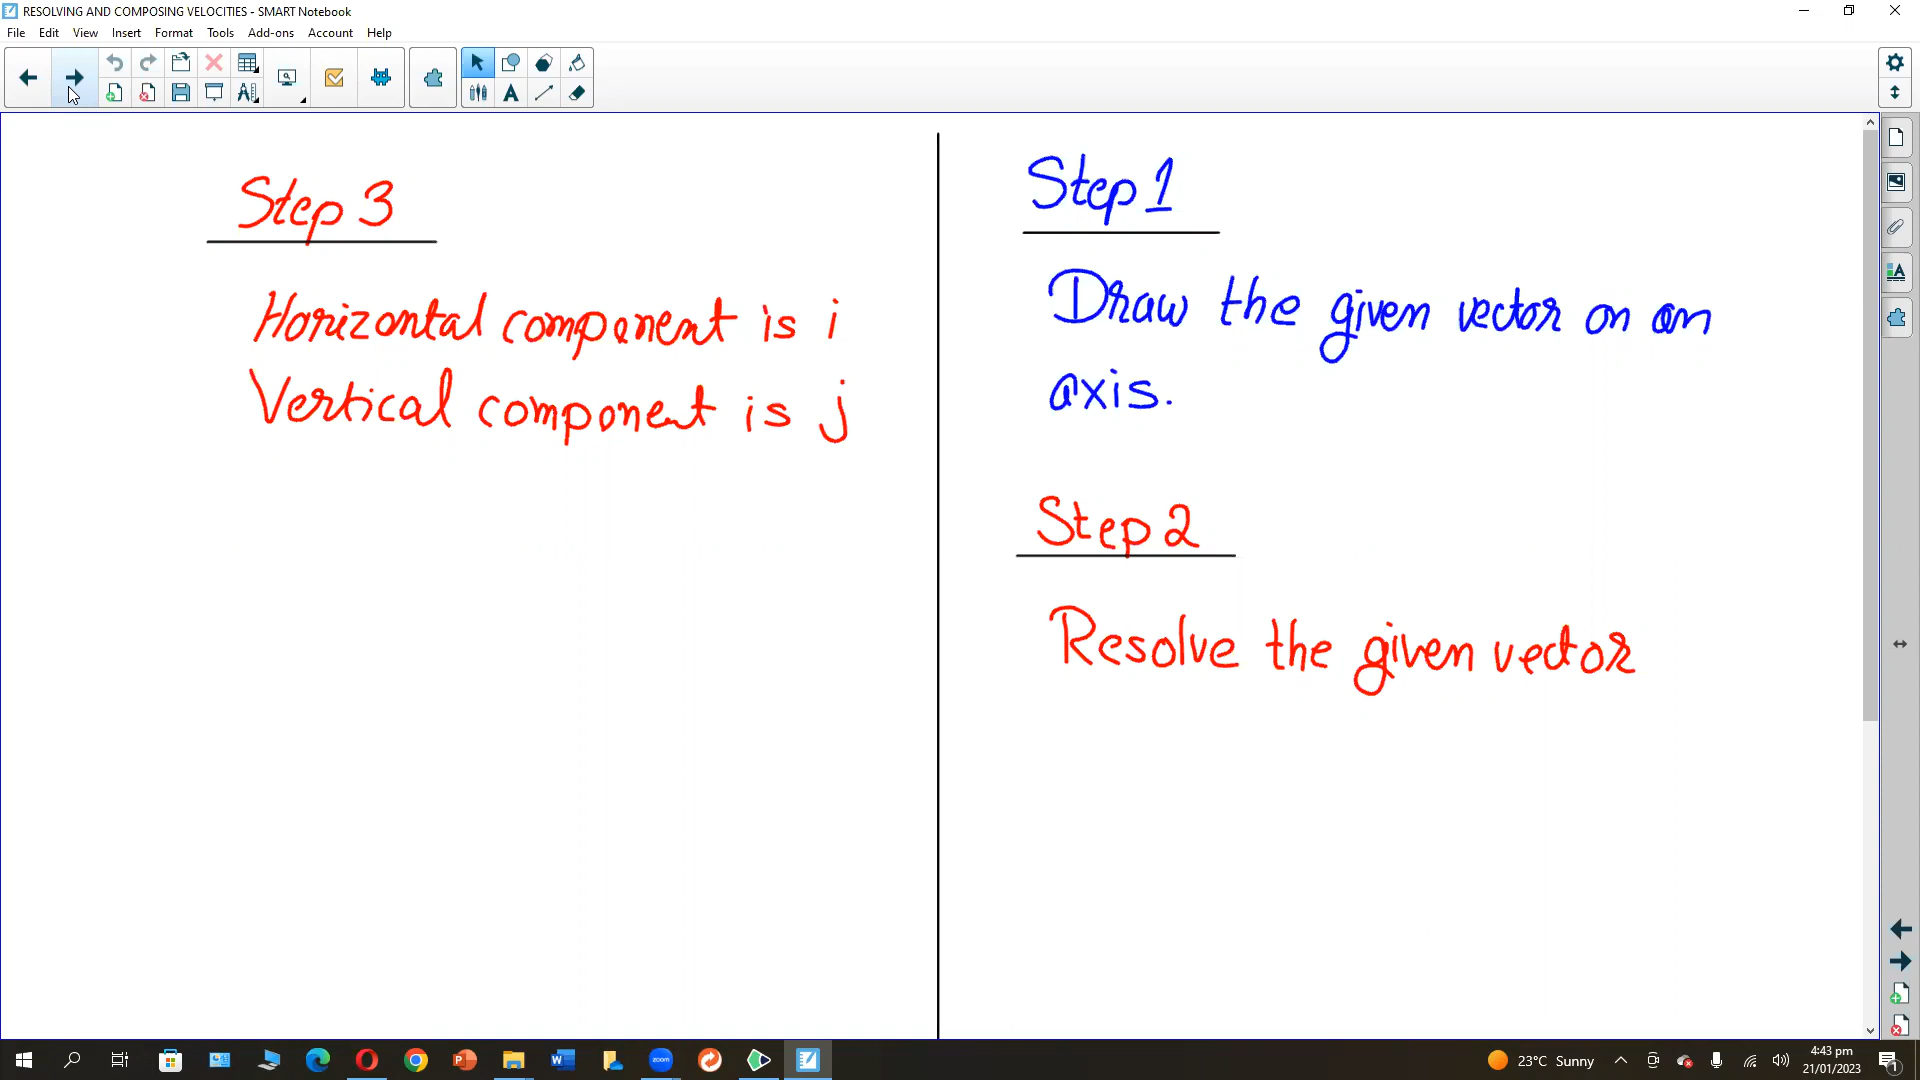 RESOLVING AND COMPOSING VELOCITIES - SMART Notebook
File Edit View Insert Format Tools Add-ons Account Help
Step 3
Horizontal component is i
Vertical component is j
Step 1
Draw the given vector on an
axis.
Step 2
Resolve the given vector
zoom
23°C Sunny
4:43 pm
21/01/2023
1